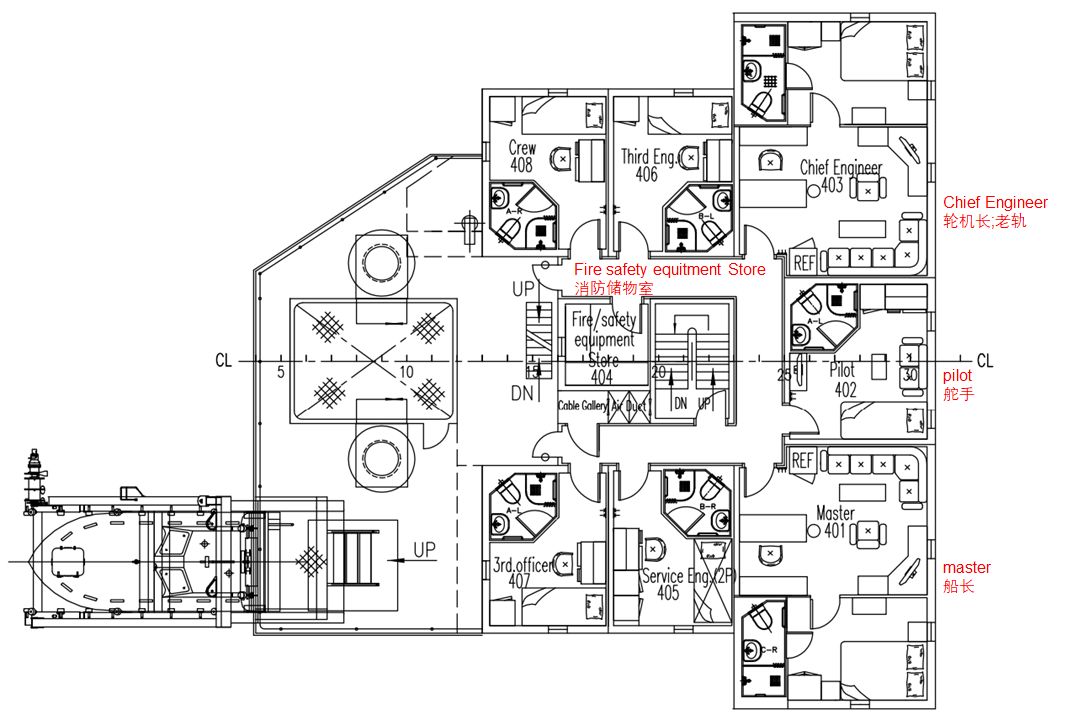 Crew
408
Third Eng.
406
Chief Engineer
403
Chief Engineer
轮机长;老轨
A-R
B-L
REF
Fire safety equitment Store
消防储物室
UP
Fire/safety
equipment
Store
404
A-L
CL
5
10
15
20
25
30
CL
Pilot
402
pilot
舵手
DN
Cable Gallery
Air Duct
DN
UP
REF
A-L
B-R
Master
401
UP
3rd.officer
407
Service Eng.(2P)
405
master
船长
C-R